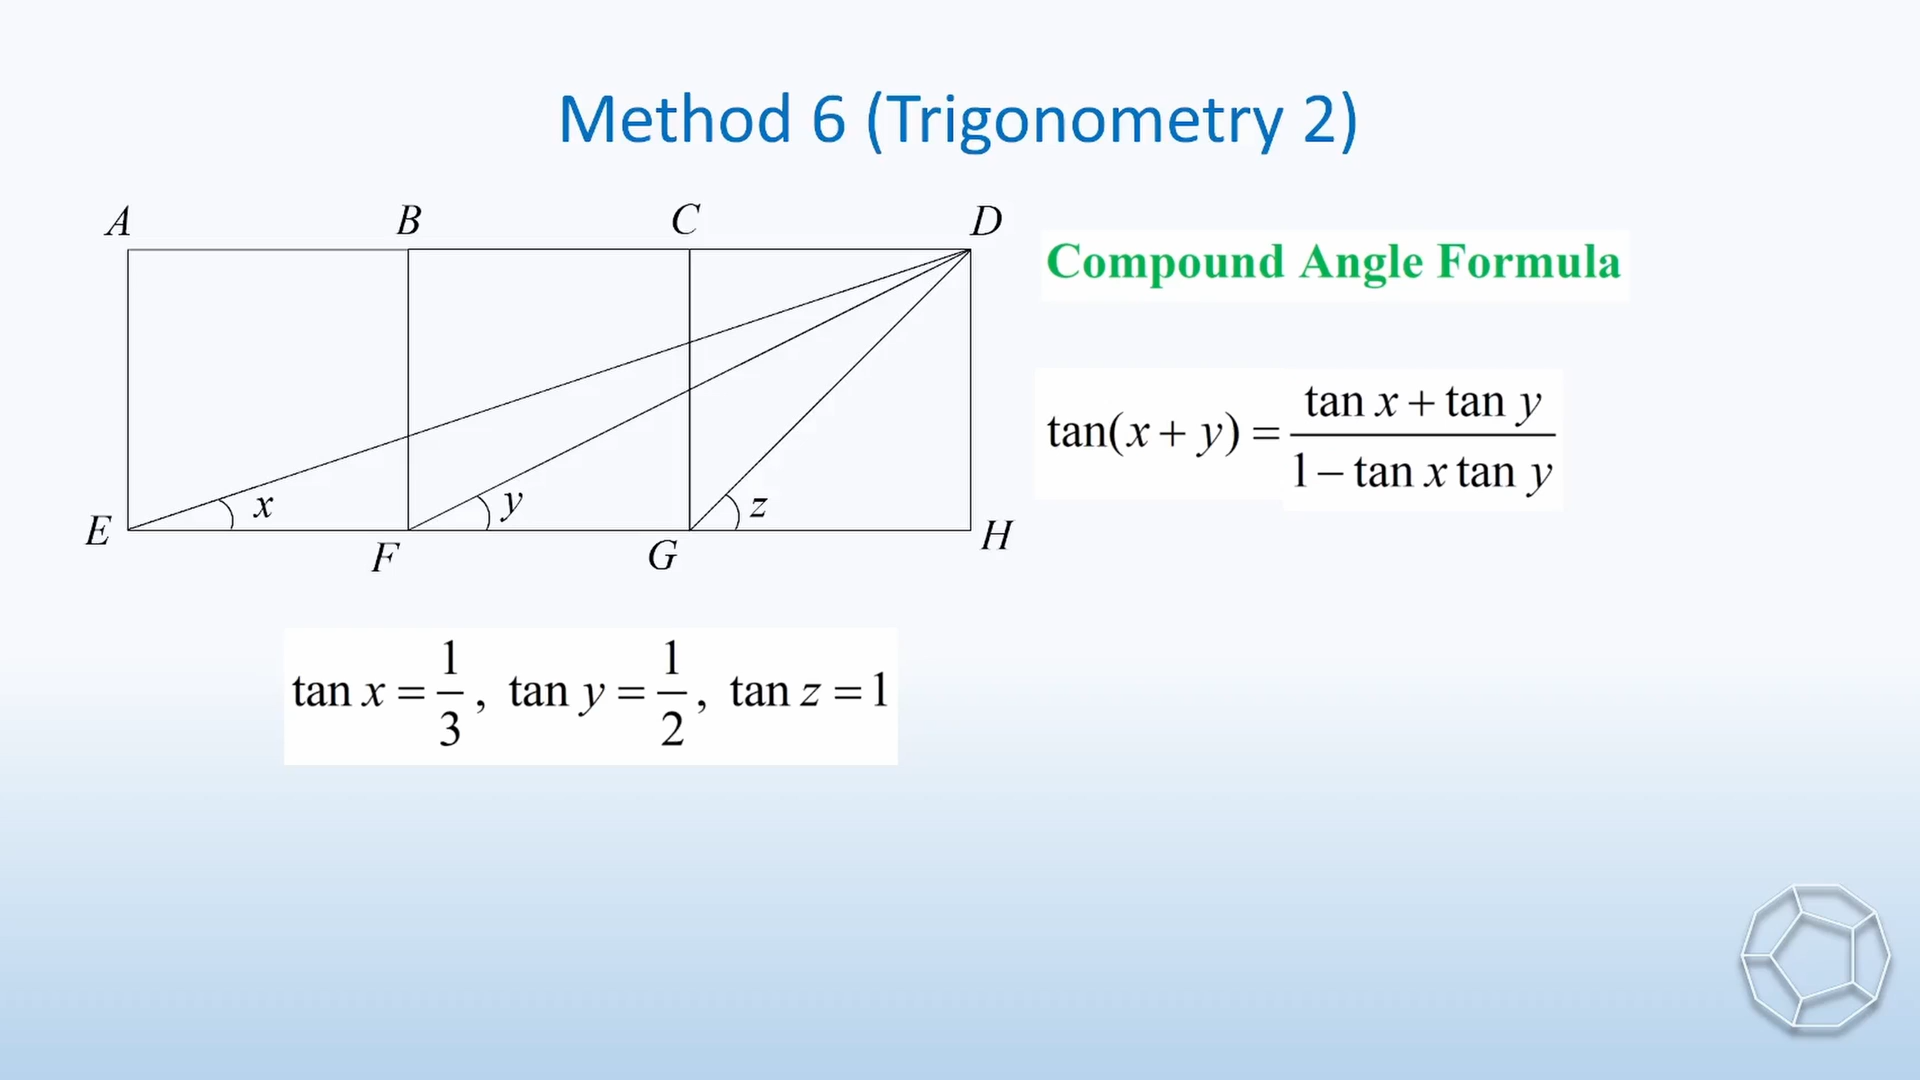 Method 6 (Trigonometry 2)
A B C D
Compound Angle Formula
tan(x + y) = (tan x + tan y) / (1 − tan x tan y)
x y z
E F G H
tan x = 1/3, tan y = 1/2, tan z = 1